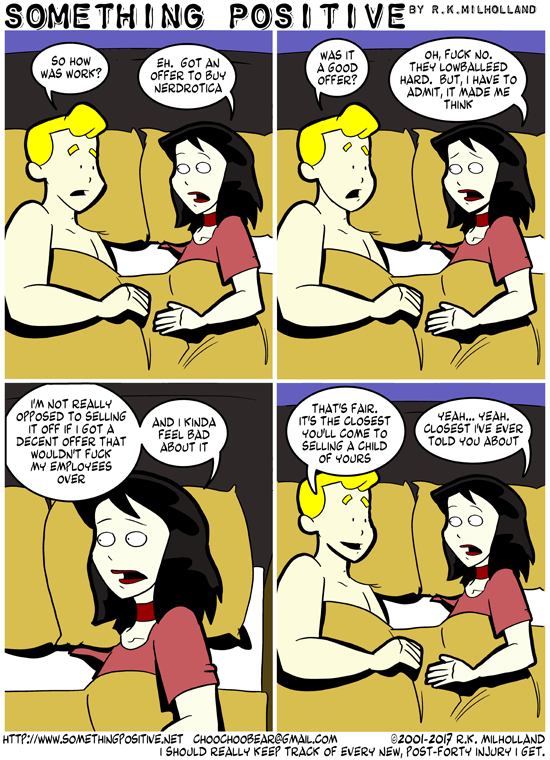 SOMETHING POSITIVE BY R.K.MILHOLLAND
SO HOW
WAS WORK?
EH. GOT AN
OFFER TO BUY
NERDROTICA
WAS IT
A GOOD
OFFER?
OH, FUCK NO.
THEY LOWBALLEED
HARD. BUT, I HAVE TO
ADMIT, IT MADE ME
THINK
I'M NOT REALLY
OPPOSED TO SELLING
IT OFF IF I GOT A
DECENT OFFER THAT
WOULDN'T FUCK
MY EMPLOYEES
OVER
AND I KINDA
FEEL BAD
ABOUT IT
THAT'S FAIR.
IT'S THE CLOSEST
YOU'LL COME TO
SELLING A CHILD
OF YOURS
YEAH... YEAH.
CLOSEST I'VE EVER
TOLD YOU ABOUT
HTTP://WWW.SOMETHINGPOSITIVE.NET CHOOCHOOBEAR@GMAIL.COM ©2001-2017 R.K. MILHOLLAND
I SHOULD REALLY KEEP TRACK OF EVERY NEW, POST-FORTY INJURY I GET.